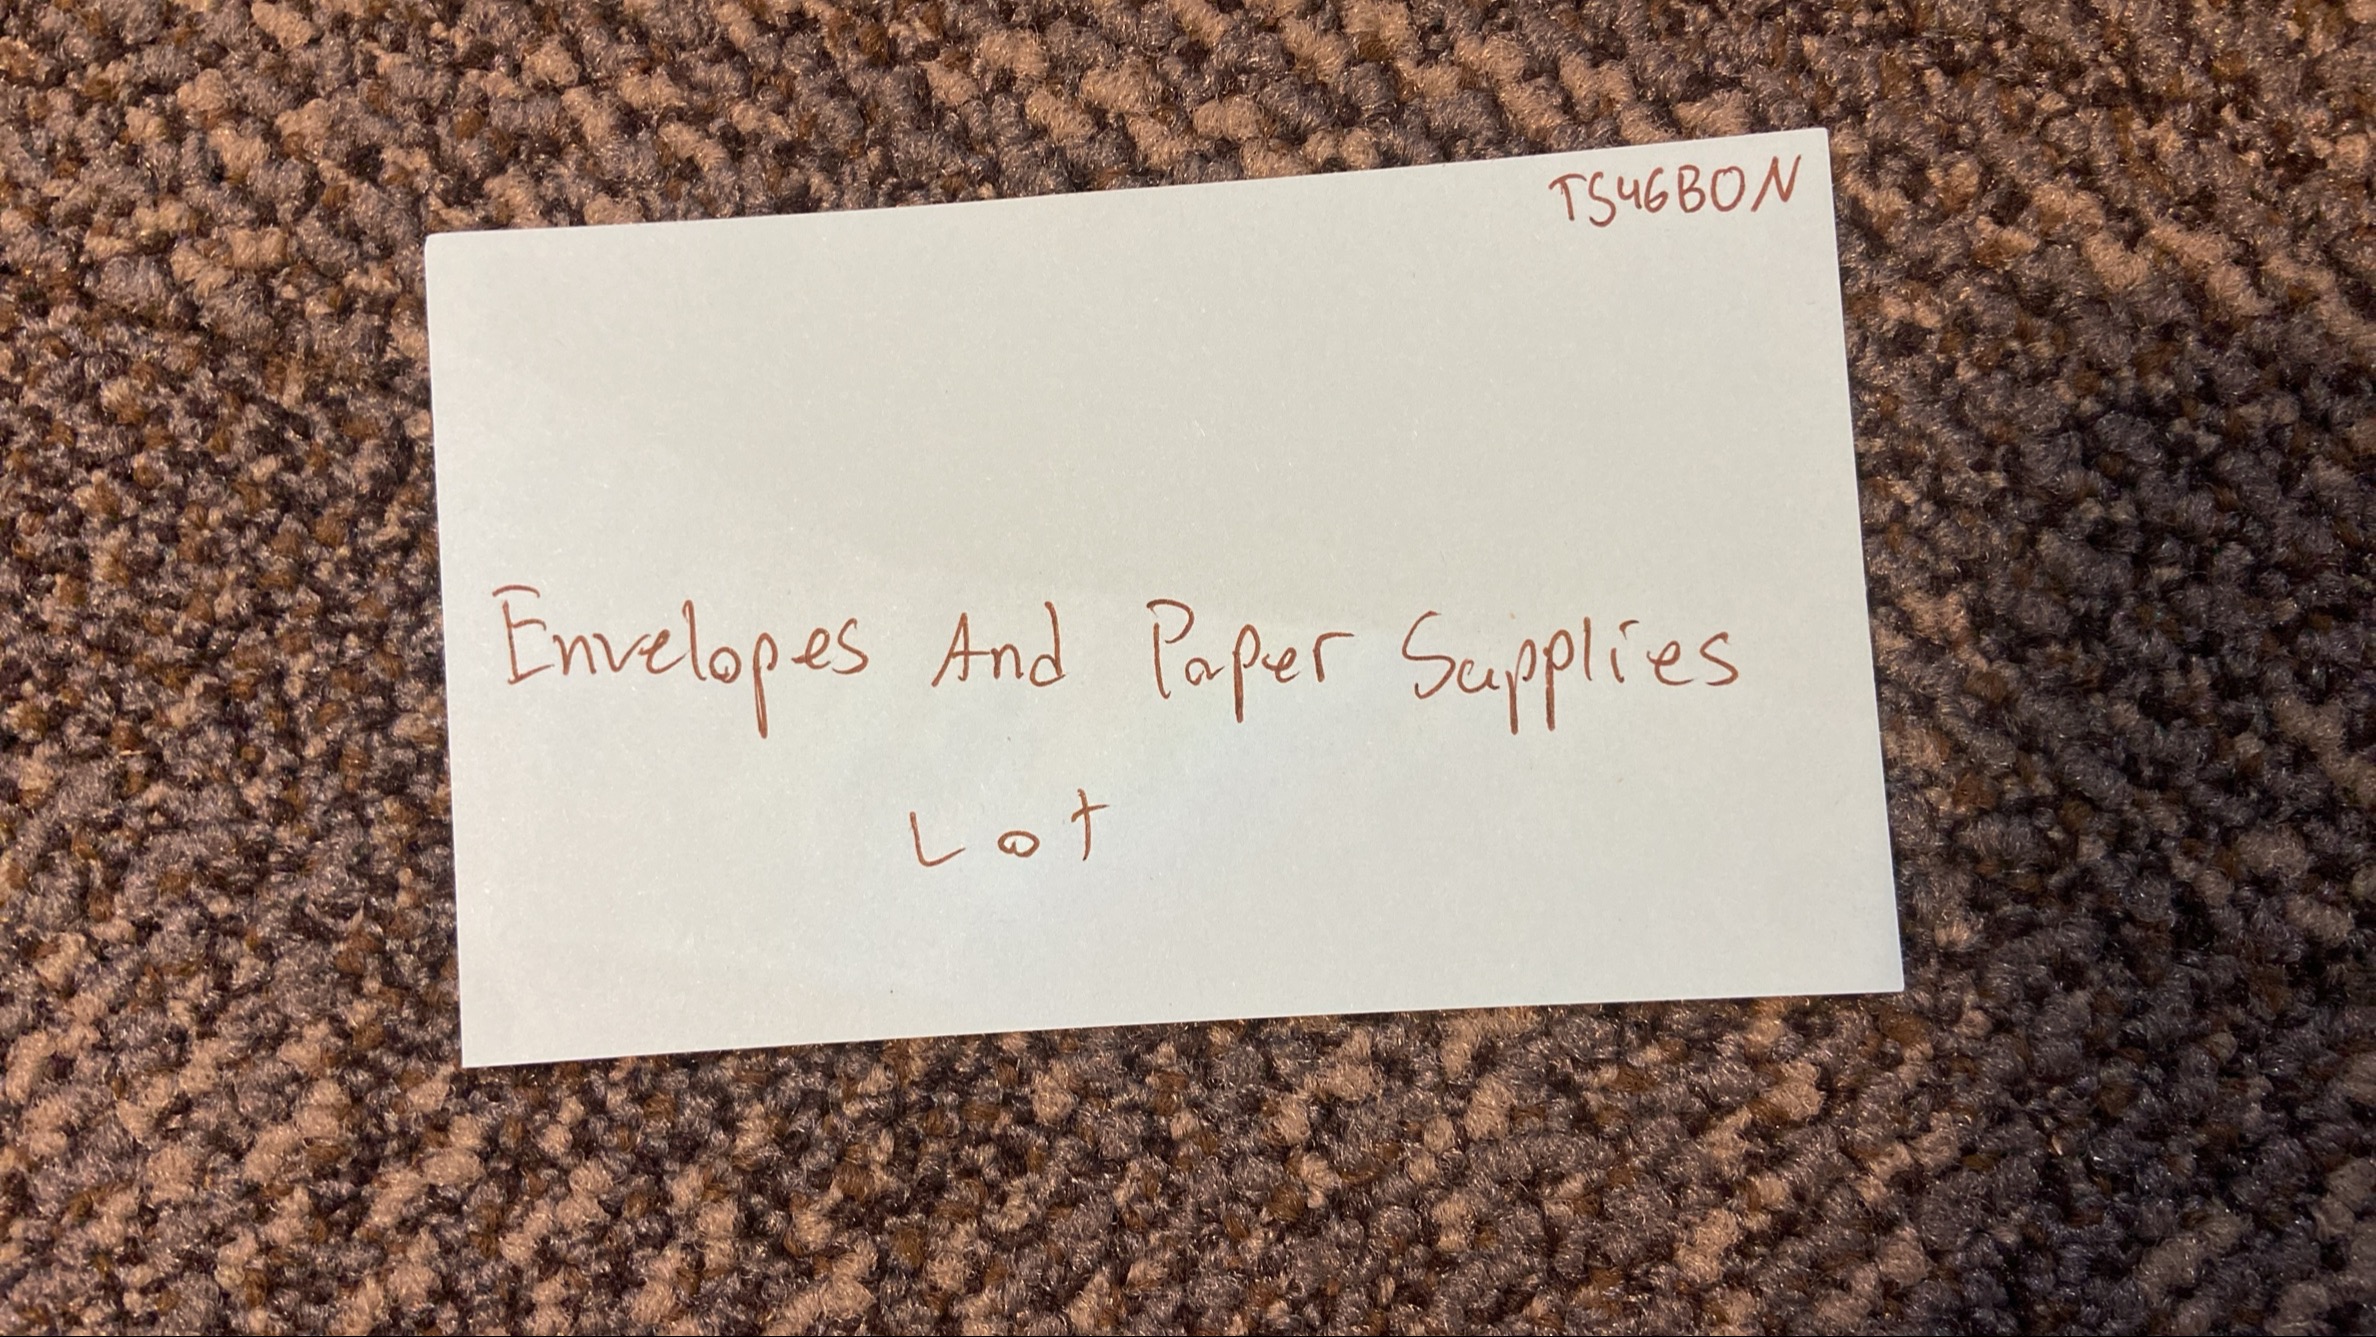 TS46BON
Envelopes And Paper Supplies
Lot